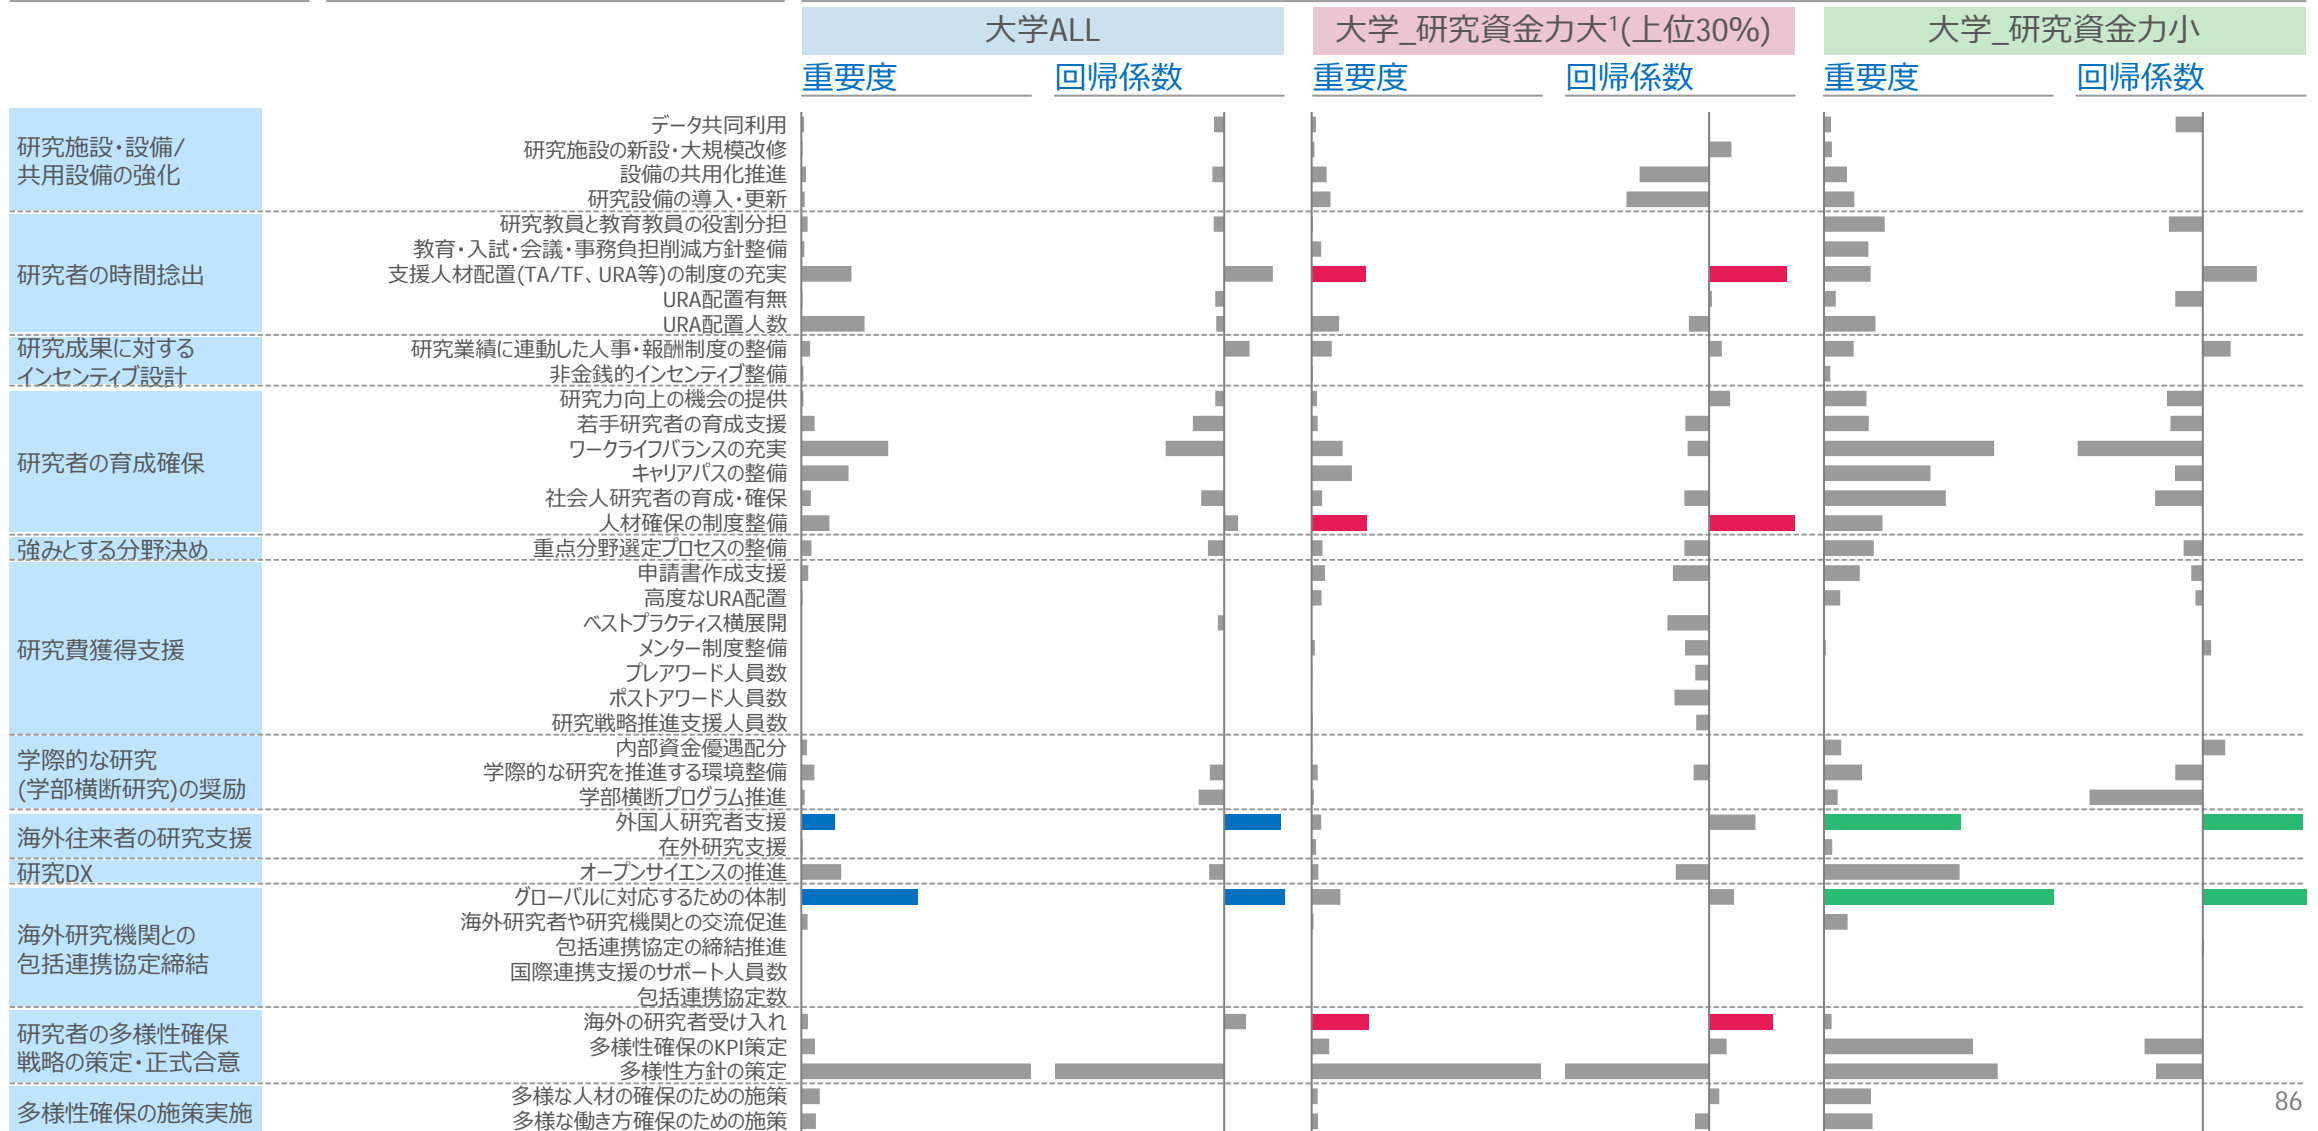 大学ALL
大学_研究資金力大¹(上位30%)
大学_研究資金力小
重要度
回帰係数
重要度
回帰係数
重要度
回帰係数
研究施設・設備/
共用設備の強化
データ共同利用
研究施設の新設・大規模改修
設備の共用化推進
研究設備の導入・更新
研究者の時間捻出
研究教員と教育教員の役割分担
教育・入試・会議・事務負担削減方針整備
支援人材配置(TA/TF、URA等)の制度の充実
URA配置有無
URA配置人数
研究成果に対する
インセンティブ設計
研究業績に連動した人事・報酬制度の整備
非金銭的インセンティブ整備
研究者の育成確保
研究力向上の機会の提供
若手研究者の育成支援
ワークライフバランスの充実
キャリアパスの整備
社会人研究者の育成・確保
人材確保の制度整備
強みとする分野決め
重点分野選定プロセスの整備
研究費獲得支援
申請書作成支援
高度なURA配置
ベストプラクティス横展開
メンター制度整備
プレアワード人員数
ポストアワード人員数
研究戦略推進支援人員数
学際的な研究
(学部横断研究)の奨励
内部資金優遇配分
学際的な研究を推進する環境整備
学部横断プログラム推進
海外往来者の研究支援
外国人研究者支援
在外研究支援
研究DX
オープンサイエンスの推進
海外研究機関との
包括連携協定締結
グローバルに対応するための体制
海外研究者や研究機関との交流促進
包括連携協定の締結推進
国際連携支援のサポート人員数
包括連携協定数
研究者の多様性確保
戦略の策定・正式合意
海外の研究者受け入れ
多様性確保のKPI策定
多様性方針の策定
多様性確保の施策実施
多様な人材の確保のための施策
多様な働き方確保のための施策
86